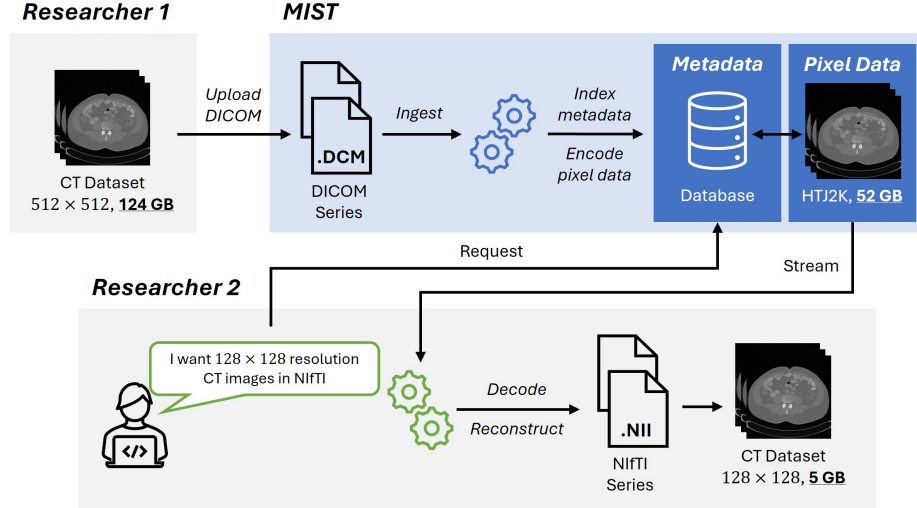 Researcher 1
MIST
CT Dataset
512 × 512, 124 GB
Upload
DICOM
.DCM
DICOM
Series
Ingest
Index
metadata
Encode
pixel data
Metadata
Database
Pixel Data
HTJ2K, 52 GB
Request
Stream
Researcher 2
I want 128 × 128 resolution
CT images in NIfTI
</>
Decode
Reconstruct
.NII
NIfTI
Series
CT Dataset
128 × 128, 5 GB